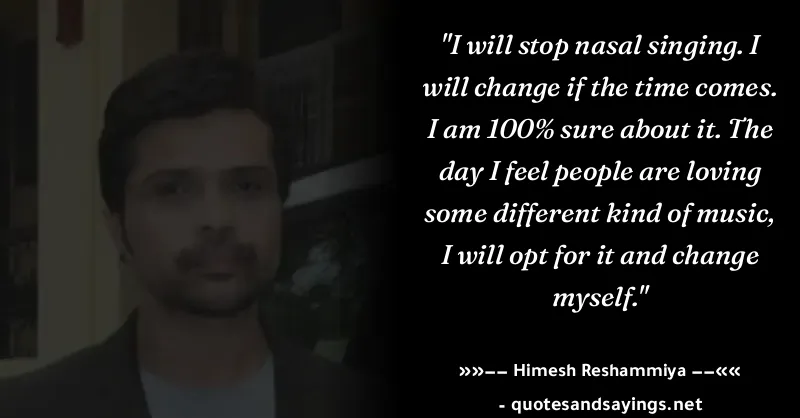 "I will stop nasal singing. I
will change if the time comes.
I am 100% sure about it. The
day I feel people are loving
some different kind of music,
I will opt for it and change
myself."
»»−− Himesh Reshammiya −−««
- quotesandsayings.net